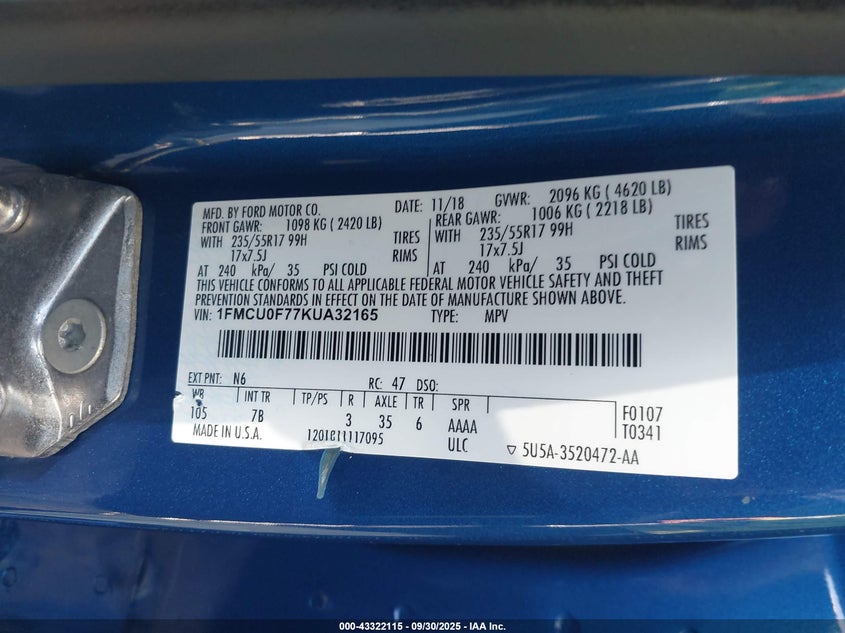 MFD. BY FORD MOTOR CO. DATE: 11/18 GVWR: 2096 KG ( 4620 LB)
FRONT GAWR: 1098 KG ( 2420 LB) REAR GAWR: 1006 KG ( 2218 LB)
WITH 235/55R17 99H TIRES WITH 235/55R17 99H TIRES
17x7.5J RIMS 17x7.5J RIMS
AT 240 kPa/ 35 PSI COLD AT 240 kPa/ 35 PSI COLD
THIS VEHICLE CONFORMS TO ALL APPLICABLE FEDERAL MOTOR VEHICLE SAFETY AND THEFT
PREVENTION STANDARDS IN EFFECT ON THE DATE OF MANUFACTURE SHOWN ABOVE.
VIN: 1FMCU0F77KUA32165 TYPE: MPV
EXT PNT: N6 RC: 47 DSO:
WB INT TR TP/PS R AXLE TR SPR
105 7B 3 35 6 AAAA F0107
MADE IN U.S.A. 1201811117095 ULC T0341
5U5A-3520472-AA
000-43322115 - 09/30/2025 - IAA Inc.